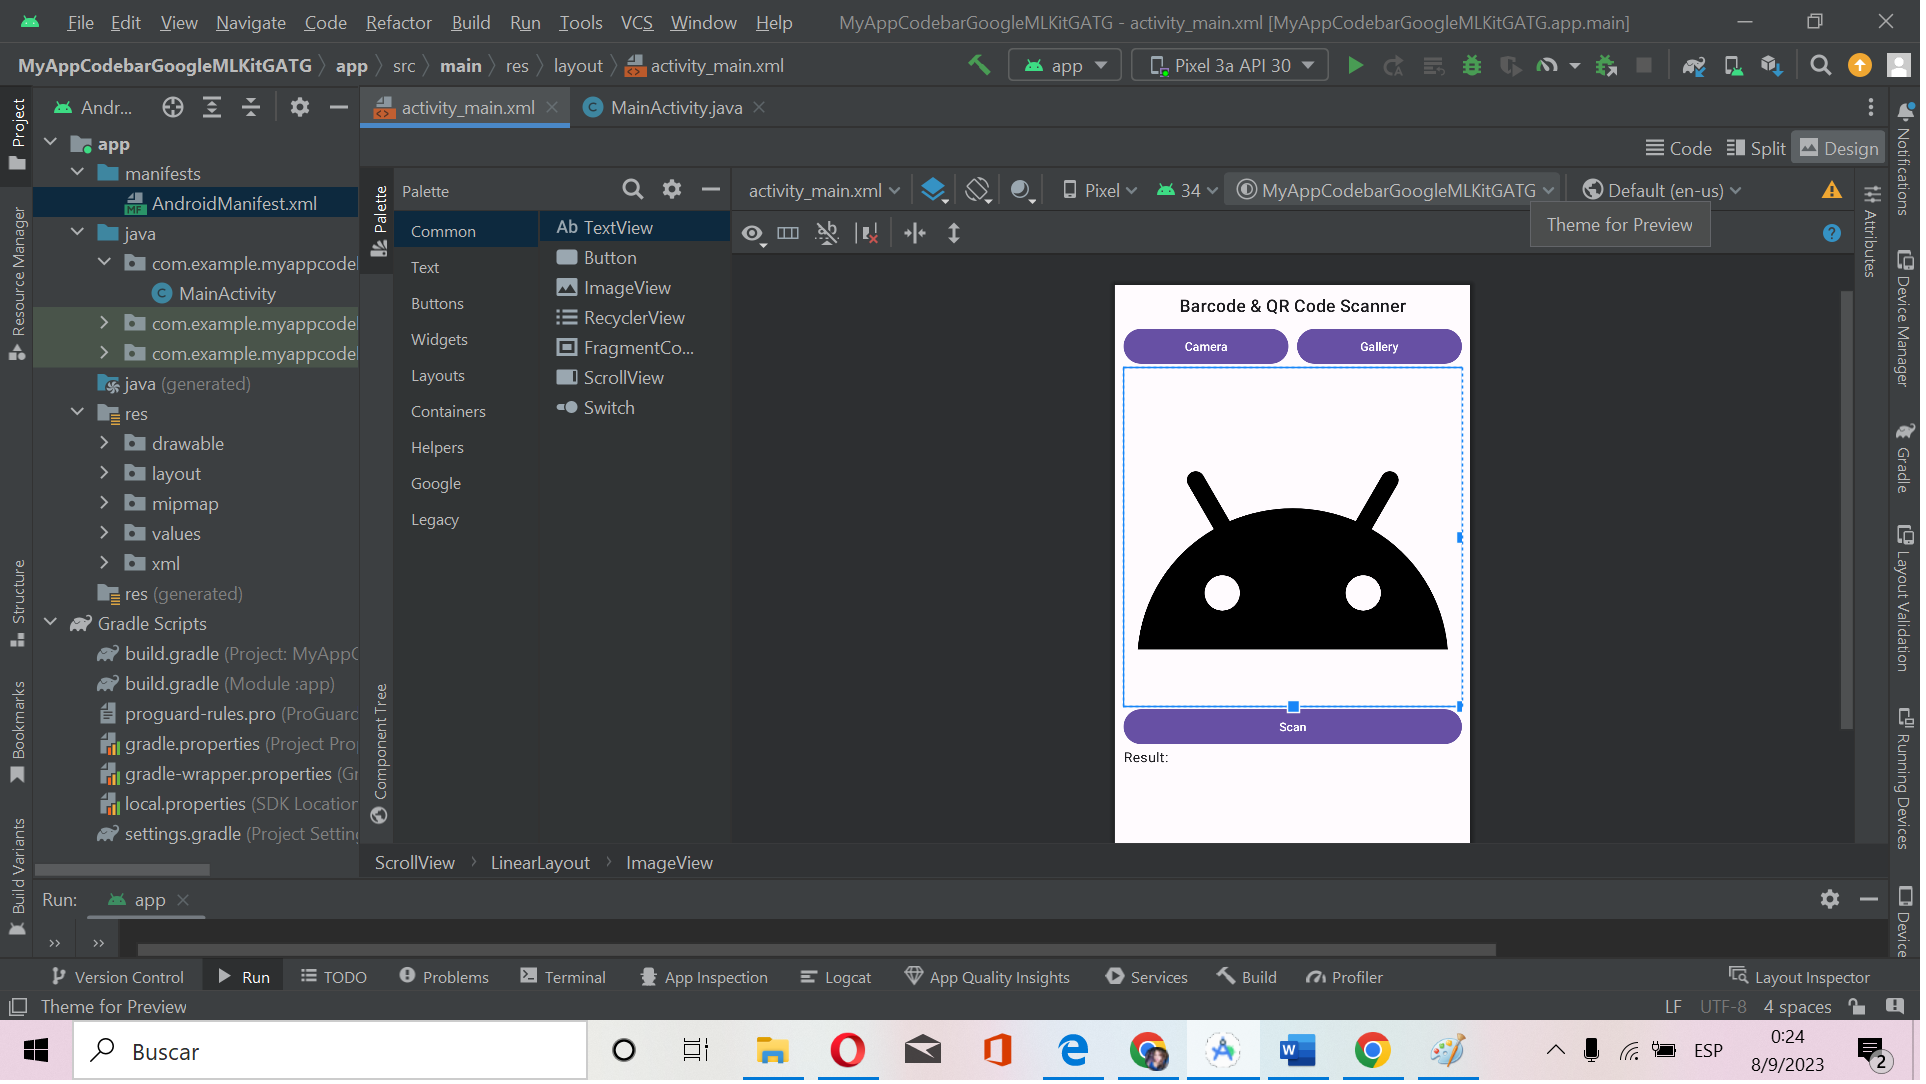 File Edit View Navigate Code Refactor Build Run Tools VCS Window Help MyAppCodebarGoogleMLKitGATG - activity_main.xml [MyAppCodebarGoogleMLKitGATG.app.main]
MyAppCodebarGoogleMLKitGATG app src main res layout activity_main.xml app Pixel 3a API 30
Project
Andr...
activity_main.xml
MainActivity.java
Code Split Design
app
manifests
AndroidManifest.xml
java
com.example.myappcodel
MainActivity
com.example.myappcodel
com.example.myappcodel
java (generated)
res
drawable
layout
mipmap
values
xml
res (generated)
Gradle Scripts
build.gradle (Project: MyAppC
build.gradle (Module :app)
proguard-rules.pro (ProGuard
gradle.properties (Project Pro
gradle-wrapper.properties (Gr
local.properties (SDK Location
settings.gradle (Project Setting
Resource Manager
Structure
Bookmarks
Build Variants
Palette
Component Tree
Palette
Common
Text
Buttons
Widgets
Layouts
Containers
Helpers
Google
Legacy
Ab TextView
Button
ImageView
RecyclerView
FragmentCo...
ScrollView
Switch
activity_main.xml Pixel 34 MyAppCodebarGoogleMLKitGATG Default (en-us)
Theme for Preview
Barcode & QR Code Scanner
Camera Gallery
Scan
Result:
Attributes
Notifications
Device Manager
Gradle
Layout Validation
Running Devices
Device
ScrollView LinearLayout ImageView
Run: app
Version Control Run TODO Problems Terminal App Inspection Logcat App Quality Insights Services Build Profiler Layout Inspector
Theme for Preview LF UTF-8 4 spaces
Buscar
ESP
0:24
8/9/2023
2